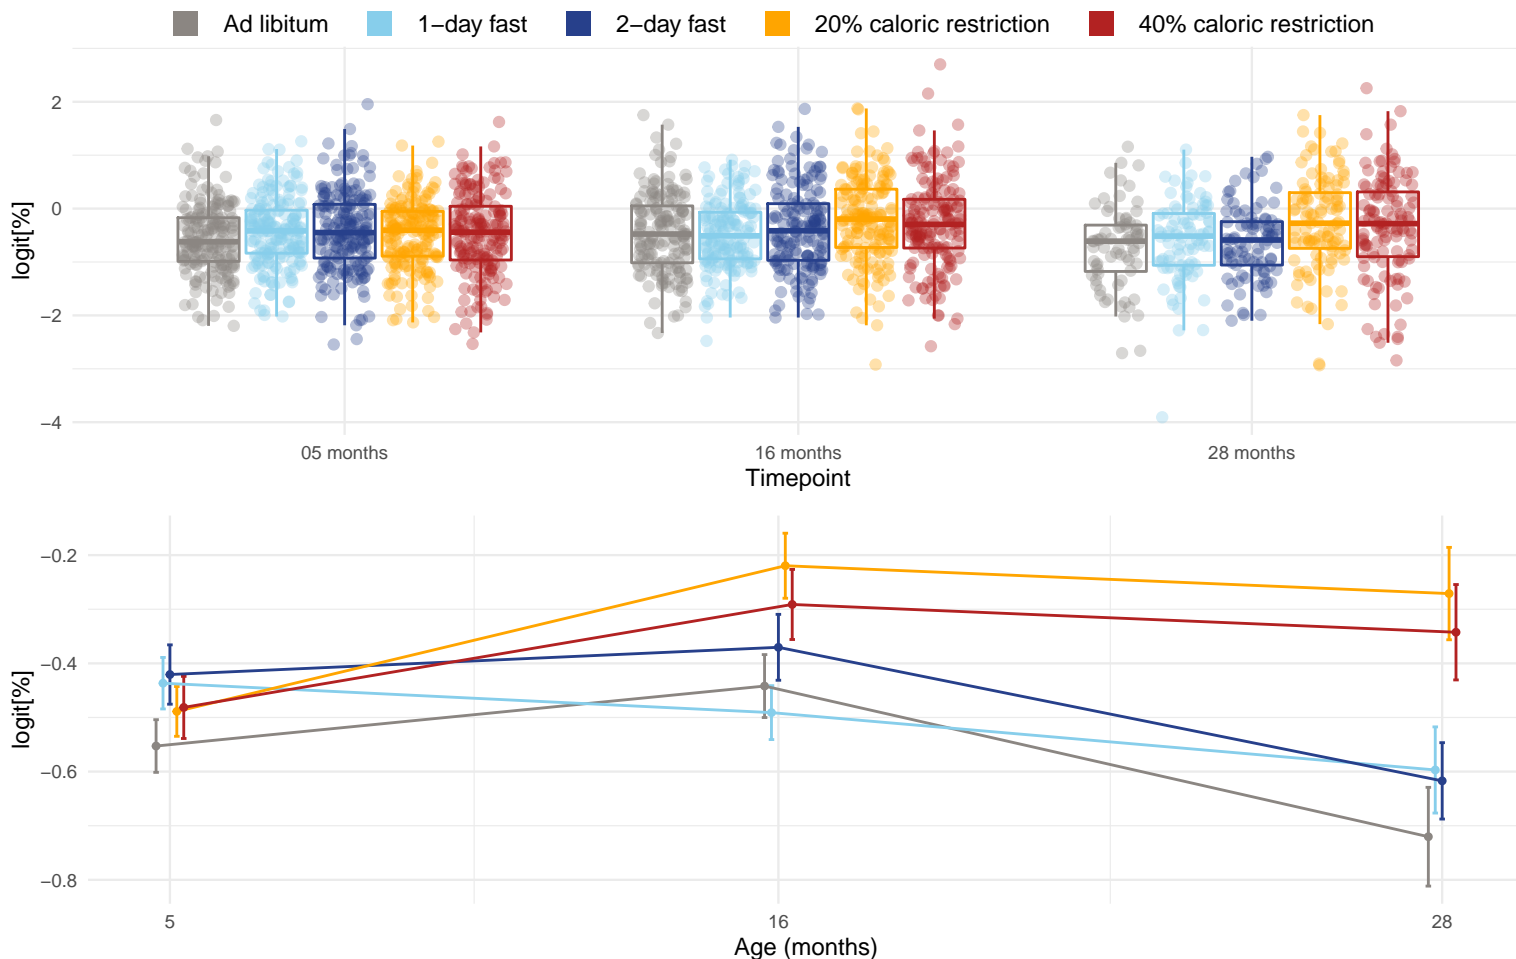 Ad libitum 1−day fast 2−day fast 20% caloric restriction 40% caloric restriction
2
0
−2
−4
logit[%]
05 months 16 months 28 months
Timepoint
−0.2
−0.4
−0.6
−0.8
logit[%]
5 16 28
Age (months)